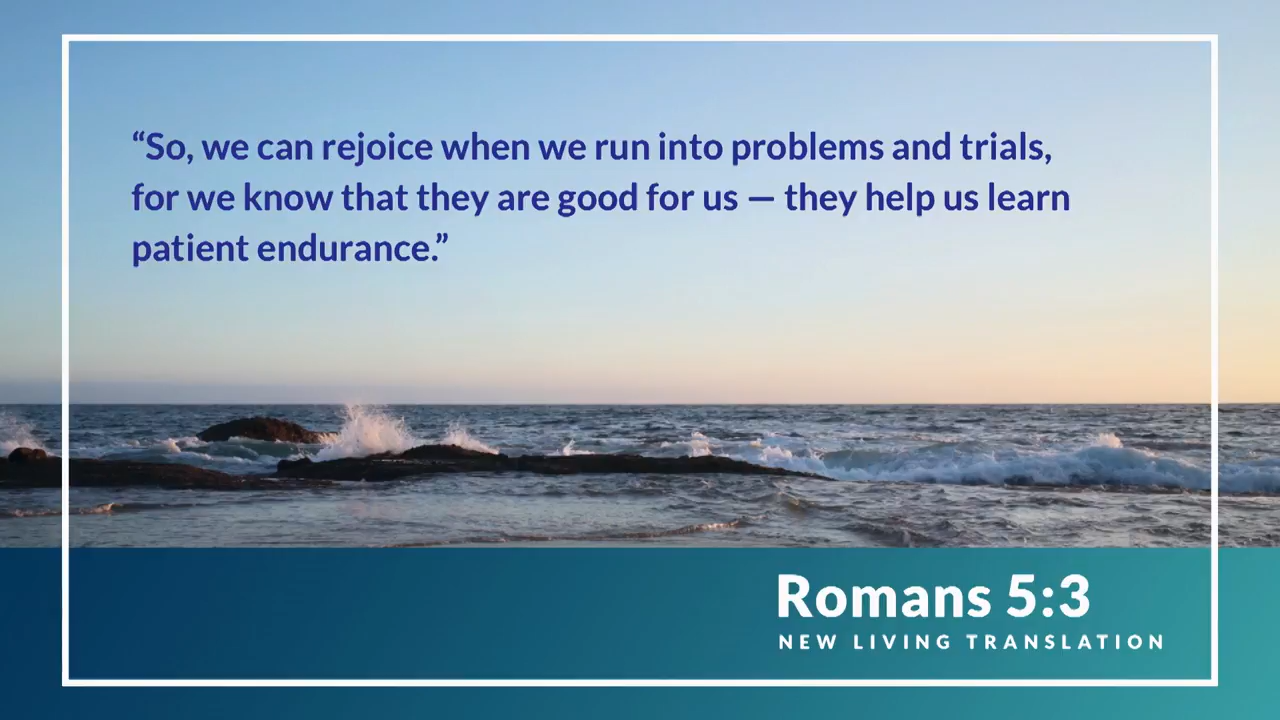 “So, we can rejoice when we run into problems and trials,
for we know that they are good for us — they help us learn
patient endurance.”
Romans 5:3
NEW LIVING TRANSLATION